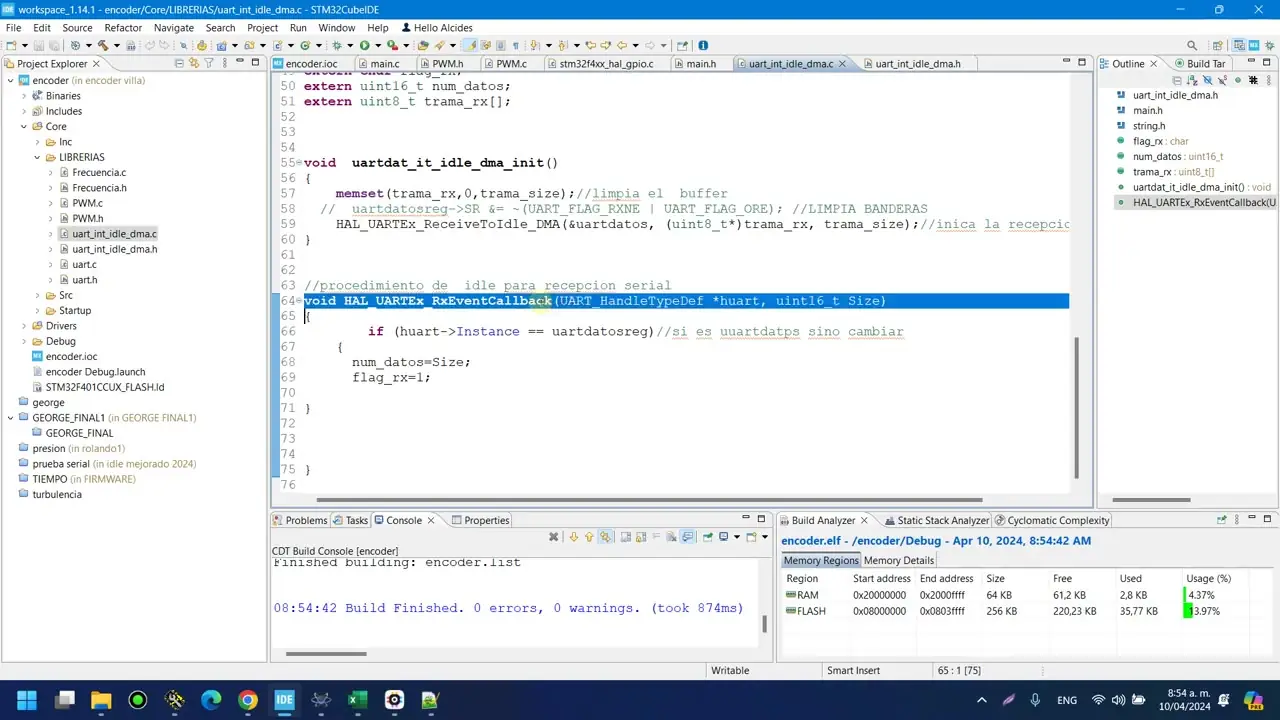 workspace_1.14.1 - encoder/Core/LIBRERIAS/uart_int_idle_dma.c - STM32CubeIDE
File Edit Source Refactor Navigate Search Project Run Window Help Hello Alcides
Project Explorer
encoder (in encoder villa)
Binaries
Includes
Core
Inc
LIBRERIAS
Frecuencia.c
Frecuencia.h
PWM.c
PWM.h
uart_int_idle_dma.c
uart_int_idle_dma.h
uart.c
uart.h
Src
Startup
Drivers
Debug
encoder.ioc
encoder Debug.launch
STM32F401CCUX_FLASH.ld
george
GEORGE_FINAL1 (in GEORGE FINAL1)
GEORGE_FINAL
presion (in rolando1)
prueba serial (in idle mejorado 2024)
TIEMPO (in FIRMWARE)
turbulencia
encoder.ioc main.c PWM.h PWM.c stm32f4xx_hal_gpio.c main.h uart_int_idle_dma.c uart_int_idle_dma.h
49 extern char flag_rx;
50 extern uint16_t num_datos;
51 extern uint8_t trama_rx[];
52
53
54
55 void uartdat_it_idle_dma_init()
56 {
57 memset(trama_rx,0,trama_size);//limpia el buffer
58 // uartdatosreg->SR &= ~(UART_FLAG_RXNE | UART_FLAG_ORE); //LIMPIA BANDERAS
59 HAL_UARTEx_ReceiveToIdle_DMA(&uartdatos, (uint8_t*)trama_rx, trama_size);//inica la recepcio
60 }
61
62
63 //procedimiento de idle para recepcion serial
64 void HAL_UARTEx_RxEventCallback(UART_HandleTypeDef *huart, uint16_t Size)
65 {
66 if (huart->Instance == uartdatosreg)//si es uuartdatps sino cambiar
67 {
68 num_datos=Size;
69 flag_rx=1;
70
71 }
72
73
74
75 }
76
Outline Build Targ
uart_int_idle_dma.h
main.h
string.h
flag_rx : char
num_datos : uint16_t
trama_rx : uint8_t[]
uartdat_it_idle_dma_init() : void
HAL_UARTEx_RxEventCallback(U
Problems Tasks Console Properties
CDT Build Console [encoder]
Finished building: encoder.list
08:54:42 Build Finished. 0 errors, 0 warnings. (took 874ms)
Build Analyzer Static Stack Analyzer Cyclomatic Complexity
encoder.elf - /encoder/Debug - Apr 10, 2024, 8:54:42 AM
Memory Regions Memory Details
Region Start address End address Size Free Used Usage (%)
RAM 0x20000000 0x2000ffff 64 KB 61,2 KB 2,8 KB 4.37%
FLASH 0x08000000 0x0803ffff 256 KB 220,23 KB 35,77 KB 13.97%
Writable Smart Insert 65 : 1 [75]
IDE
ENG
8:54 a. m.
10/04/2024